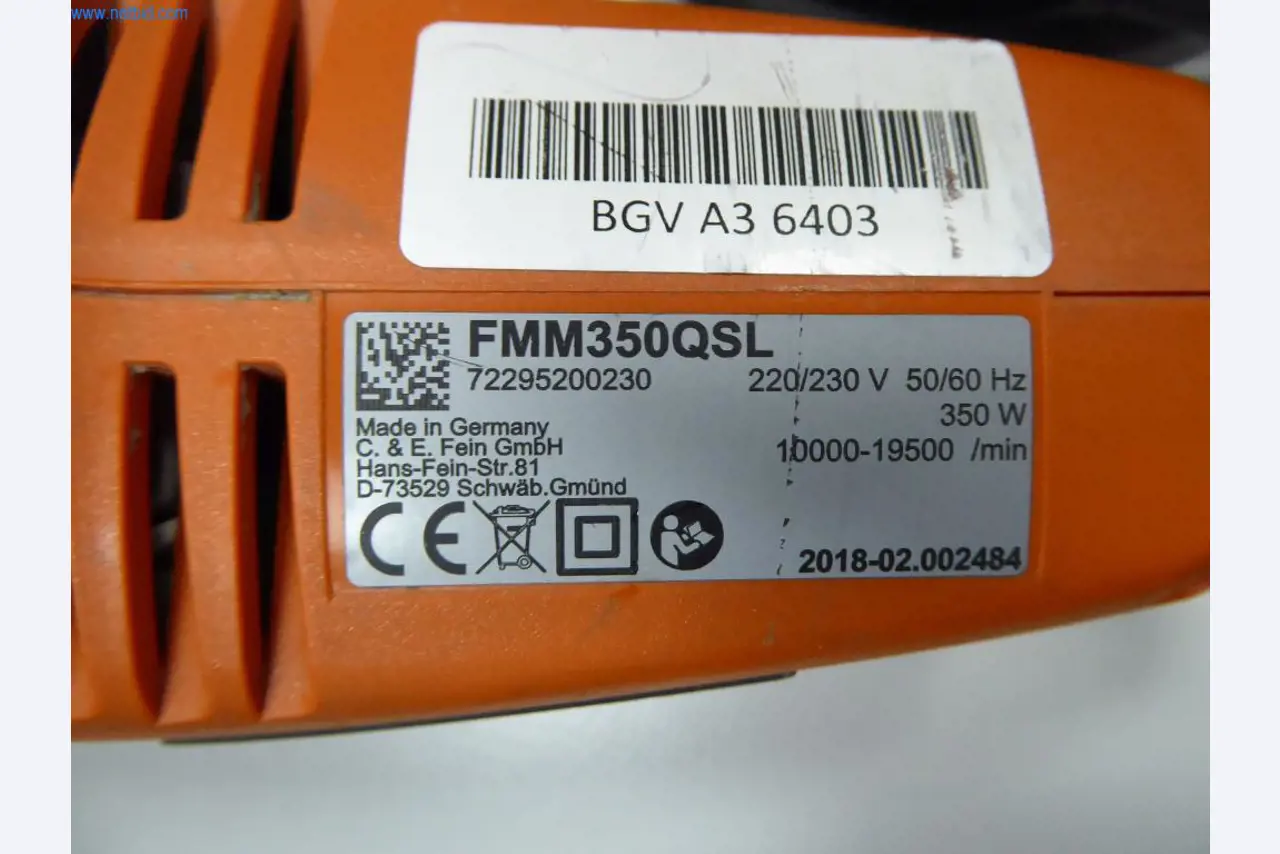 www.netbid.com
BGV A3 6403
FMM350QSL
72295200230 220/230 V 50/60 Hz
350 W
10000-19500 /min
Made in Germany
C. & E. Fein GmbH
Hans-Fein-Str.81
D-73529 Schwäb.Gmünd
CE
2018-02.002484